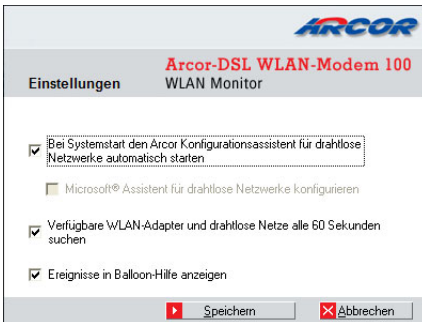 ARCOR
Arcor-DSL WLAN-Modem 100
Einstellungen WLAN Monitor
Bei Systemstart den Arcor Konfigurationsassistent für drahtlose
Netzwerke automatisch starten
Microsoft® Assistent für drahtlose Netzwerke konfigurieren
Verfügbare WLAN-Adapter und drahtlose Netze alle 60 Sekunden
suchen
Ereignisse in Balloon-Hilfe anzeigen
Speichern Abbrechen